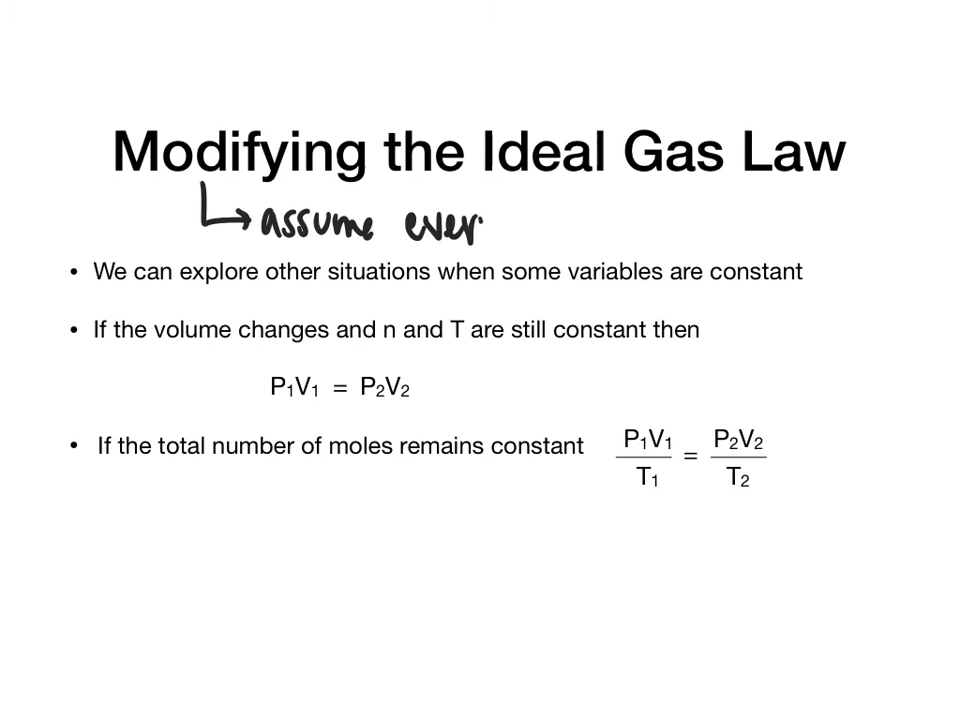 Modifying the Ideal Gas Law
assume ever
• We can explore other situations when some variables are constant
• If the volume changes and n and T are still constant then
P₁V₁ = P₂V₂
• If the total number of moles remains constant P₁V₁ / T₁ = P₂V₂ / T₂